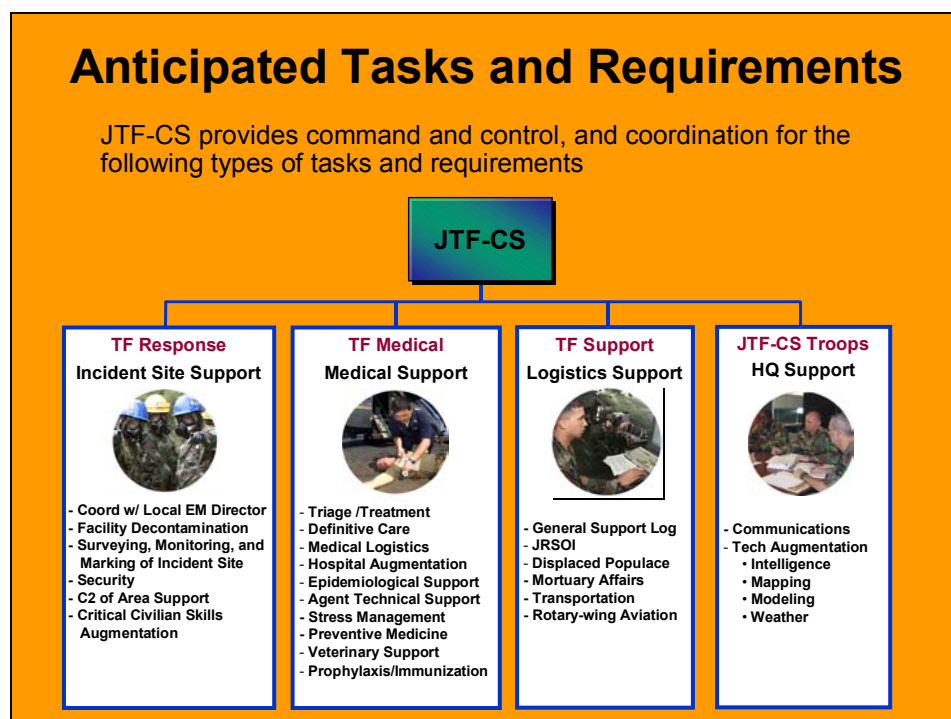 Anticipated Tasks and Requirements
JTF-CS provides command and control, and coordination for the
following types of tasks and requirements
JTF-CS
TF Response
Incident Site Support
- Coord w/ Local EM Director
- Facility Decontamination
- Surveying, Monitoring, and
Marking of Incident Site
- Security
- C2 of Area Support
- Critical Civilian Skills
Augmentation
TF Medical
Medical Support
- Triage /Treatment
- Definitive Care
- Medical Logistics
- Hospital Augmentation
- Epidemiological Support
- Agent Technical Support
- Stress Management
- Preventive Medicine
- Veterinary Support
- Prophylaxis/Immunization
TF Support
Logistics Support
- General Support Log
- JRSOI
- Displaced Populace
- Mortuary Affairs
- Transportation
- Rotary-wing Aviation
JTF-CS Troops
HQ Support
- Communications
- Tech Augmentation
• Intelligence
• Mapping
• Modeling
• Weather